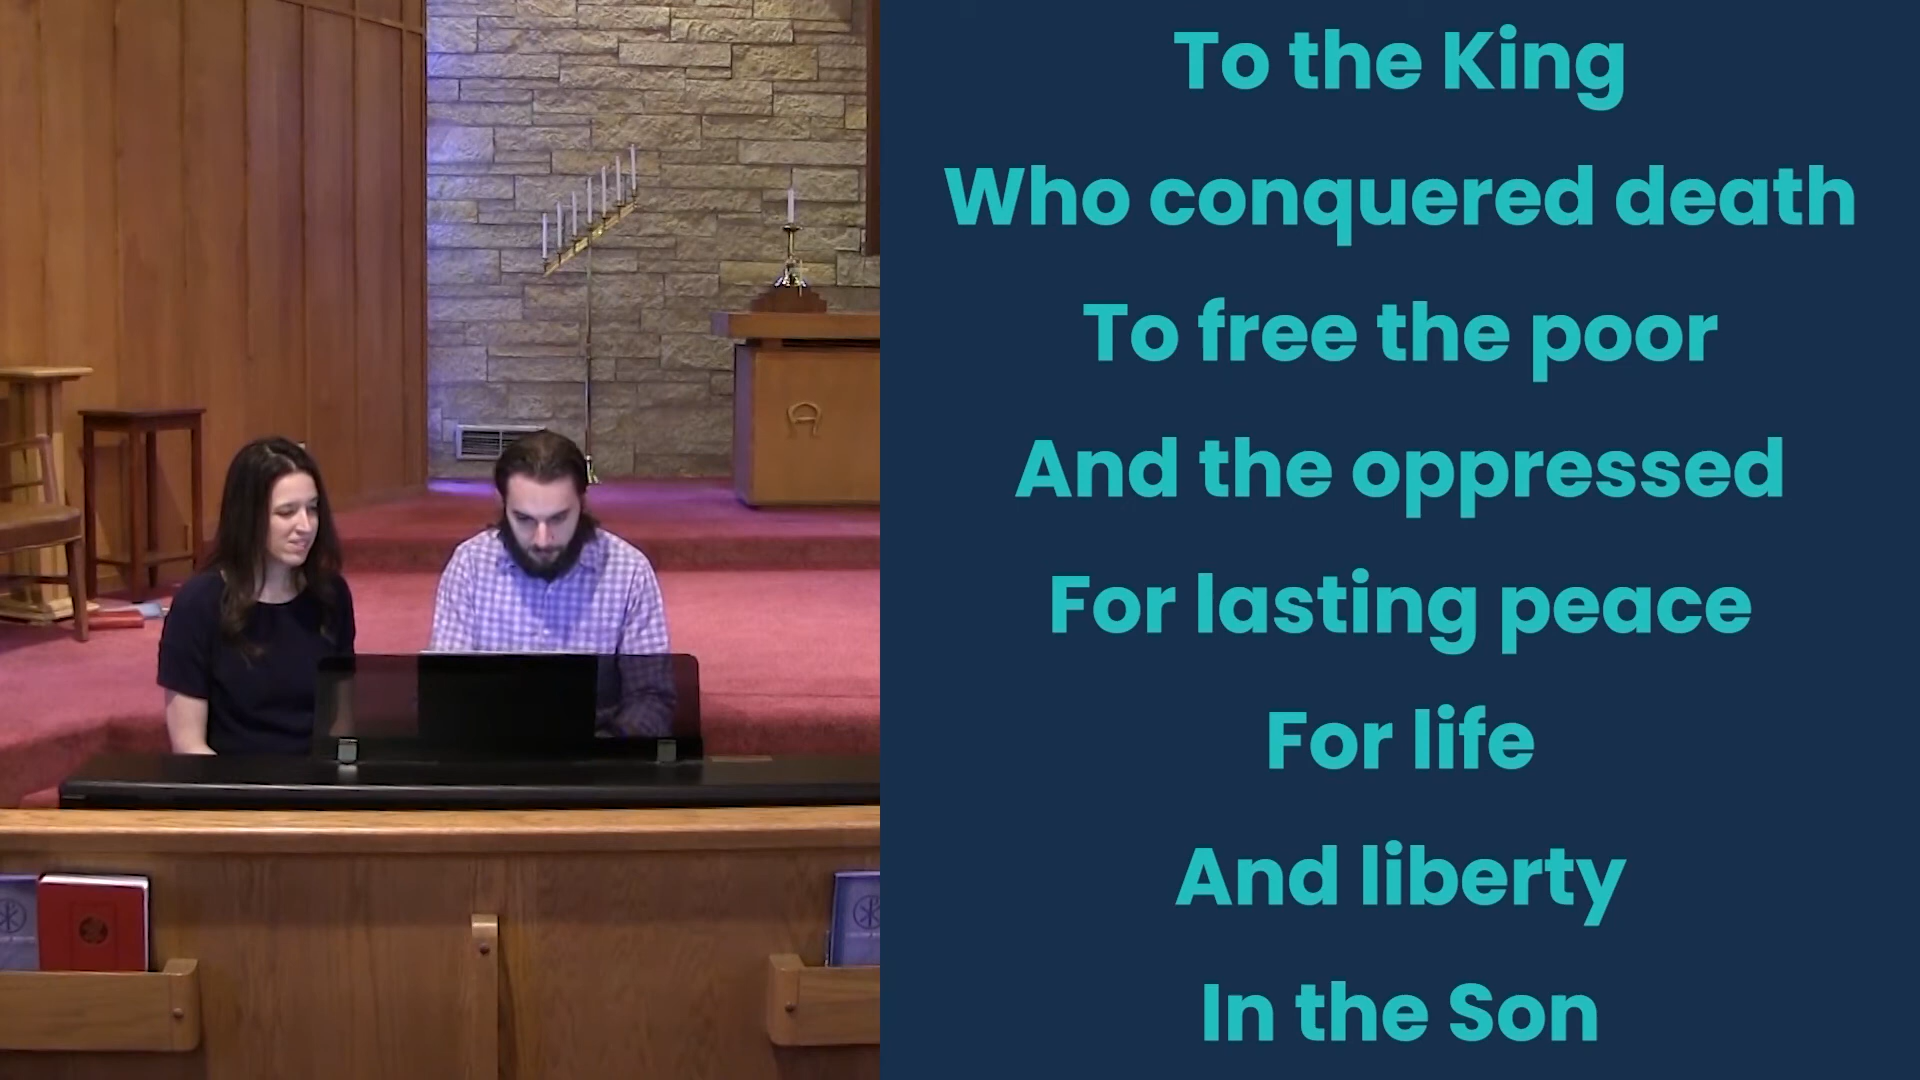 To the King
Who conquered death
To free the poor
And the oppressed
For lasting peace
For life
And liberty
In the Son